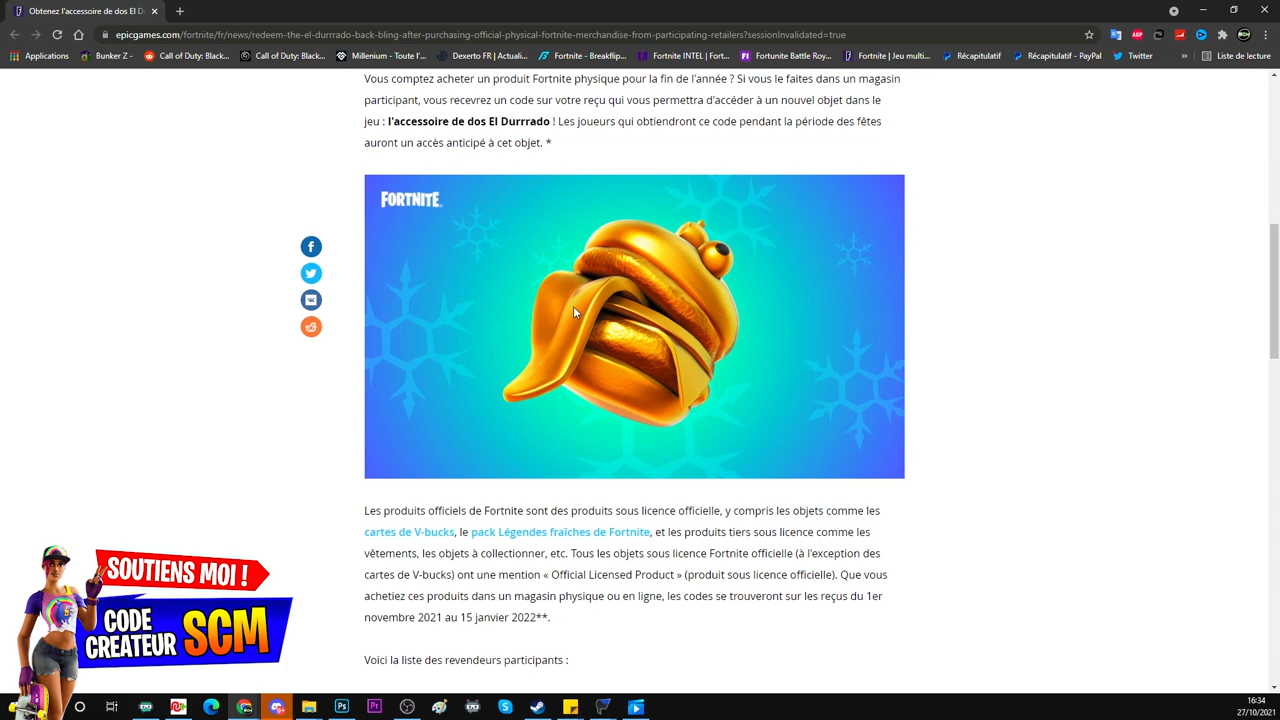 Obtenez l'accessoire de dos El D
epicgames.com/fortnite/fr/news/redeem-the-el-durrrado-back-bling-after-purchasing-official-physical-fortnite-merchandise-from-participating-retailers?sessionInvalidated=true
Applications
Bunker Z -
Call of Duty: Black...
Call of Duty: Black...
Millenium - Toute l'...
Dexerto FR | Actuali...
Fortnite - Breakflip...
Fortnite INTEL | Fort...
Fortunite Battle Roy...
Fortnite | Jeu multi...
Récapitulatif
Récapitulatif - PayPal
Twitter
»
Liste de lecture
Vous comptez acheter un produit Fortnite physique pour la fin de l'année ? Si vous le faites dans un magasin
participant, vous recevrez un code sur votre reçu qui vous permettra d'accéder à un nouvel objet dans le
jeu : l'accessoire de dos El Durrrado ! Les joueurs qui obtiendront ce code pendant la période des fêtes
auront un accès anticipé à cet objet. *
FORTNITE
Les produits officiels de Fortnite sont des produits sous licence officielle, y compris les objets comme les
cartes de V-bucks, le pack Légendes fraîches de Fortnite, et les produits tiers sous licence comme les
vêtements, les objets à collectionner, etc. Tous les objets sous licence Fortnite officielle (à l'exception des
cartes de V-bucks) ont une mention « Official Licensed Product » (produit sous licence officielle). Que vous
achetiez ces produits dans un magasin physique ou en ligne, les codes se trouveront sur les reçus du 1er
novembre 2021 au 15 janvier 2022**.
Voici la liste des revendeurs participants :
SOUTIENS MOI !
CODE
CREATEUR SCM
16:34
27/10/2021